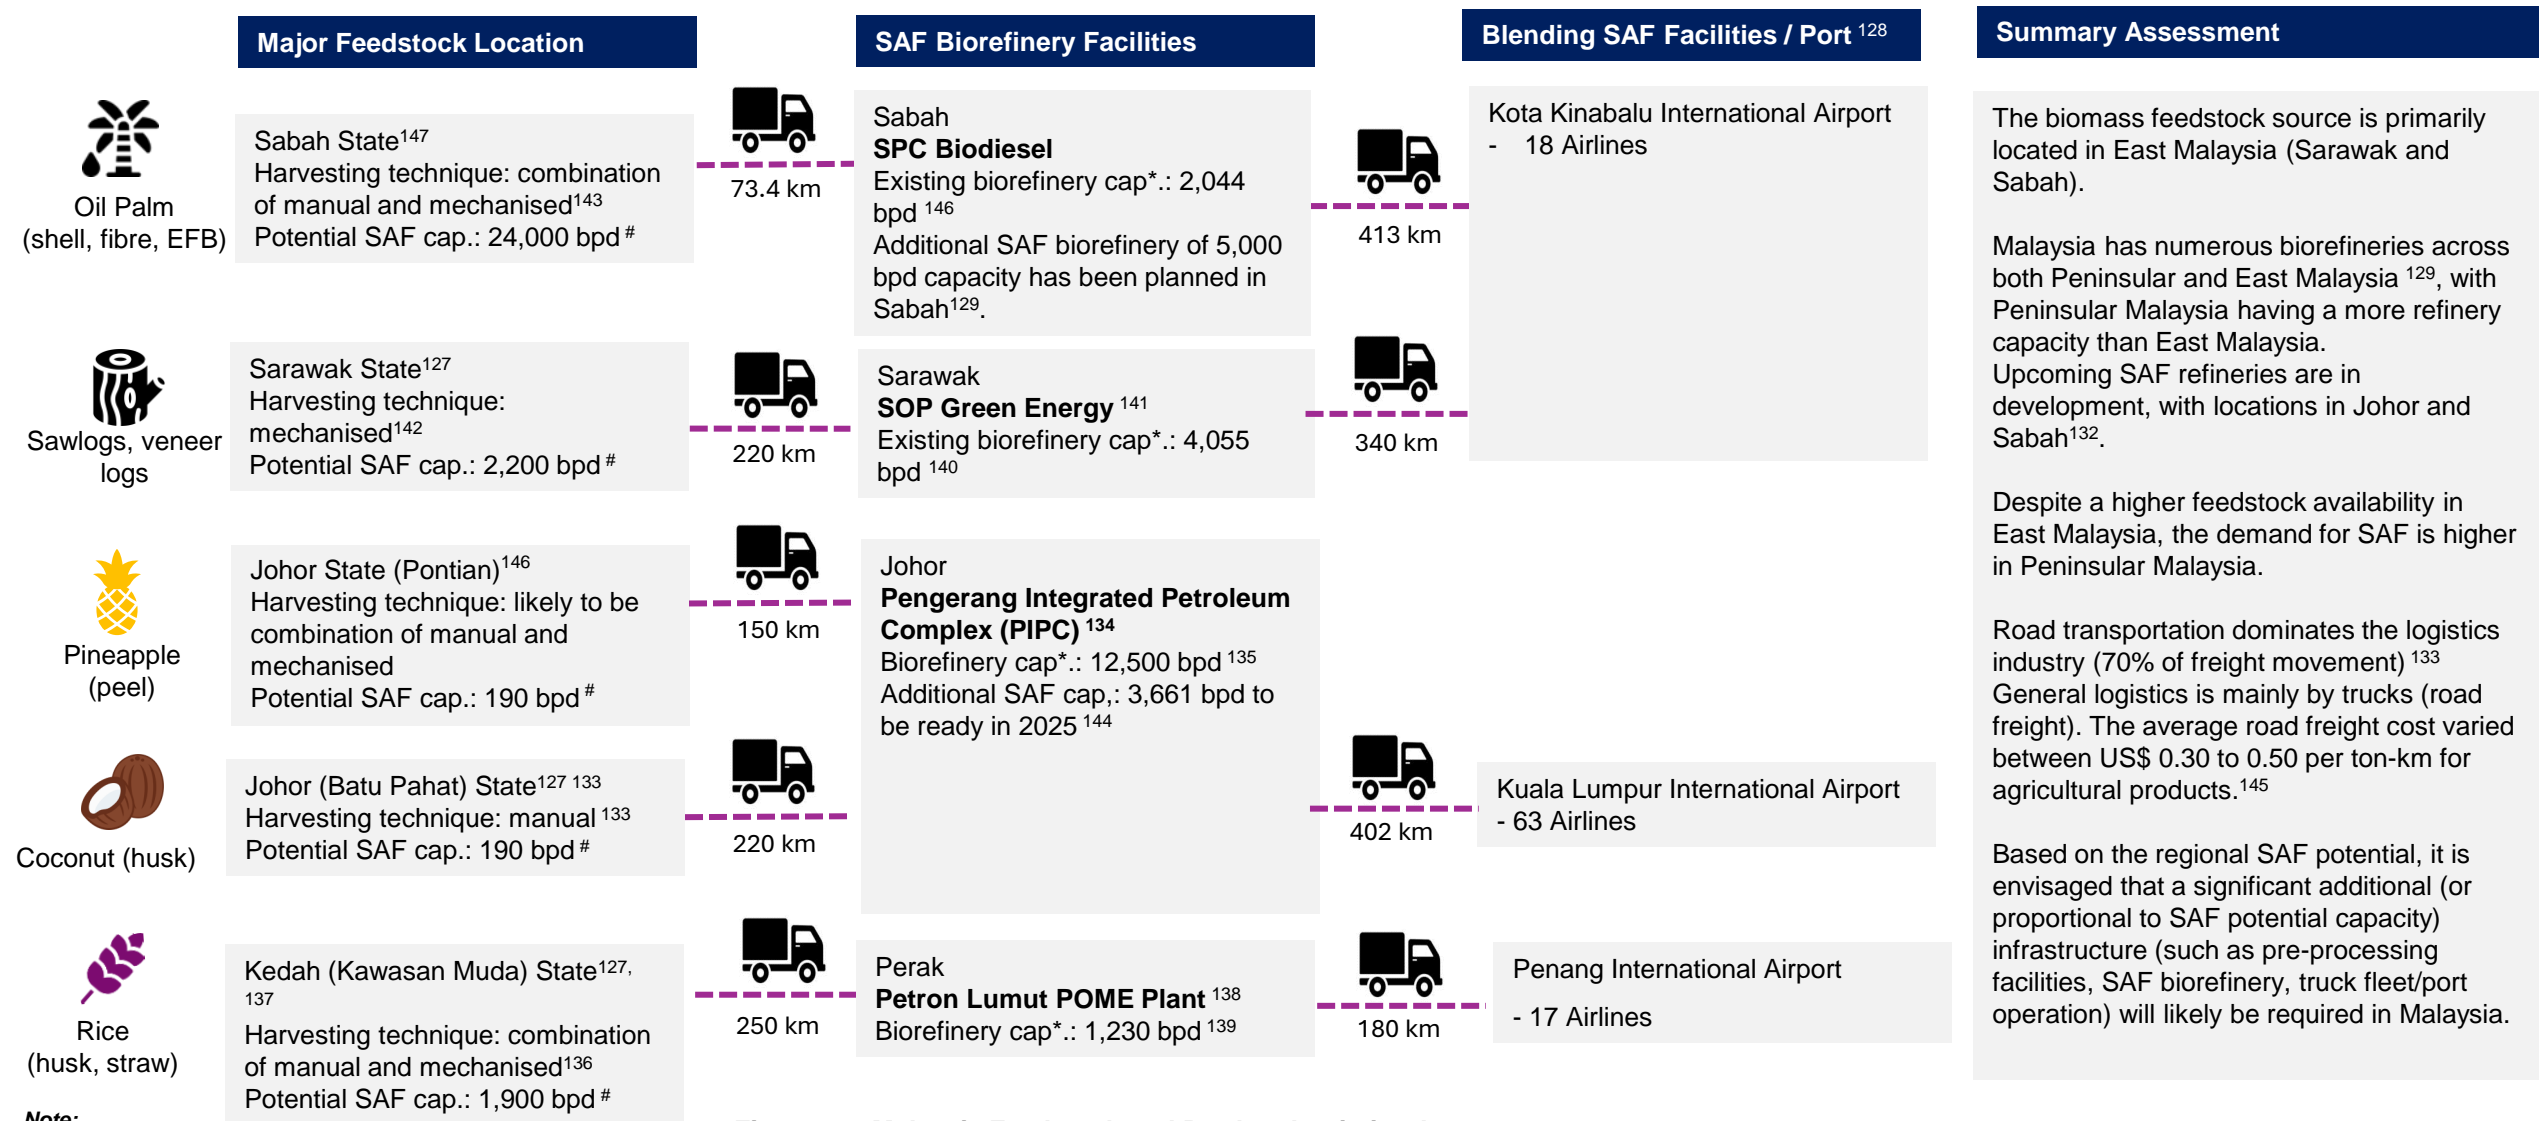 Major Feedstock Location
SAF Biorefinery Facilities
Blending SAF Facilities / Port 128
Summary Assessment
Oil Palm
(shell, fibre, EFB)
Sabah State147
Harvesting technique: combination
of manual and mechanised143
Potential SAF cap.: 24,000 bpd #
73.4 km
Sabah
SPC Biodiesel
Existing biorefinery cap*.: 2,044
bpd 146
Additional SAF biorefinery of 5,000
bpd capacity has been planned in
Sabah129.
413 km
Kota Kinabalu International Airport
- 18 Airlines
Sawlogs, veneer
logs
Sarawak State127
Harvesting technique:
mechanised142
Potential SAF cap.: 2,200 bpd #
220 km
Sarawak
SOP Green Energy 141
Existing biorefinery cap*.: 4,055
bpd 140
340 km
Pineapple
(peel)
Johor State (Pontian)146
Harvesting technique: likely to be
combination of manual and
mechanised
Potential SAF cap.: 190 bpd #
150 km
Johor
Pengerang Integrated Petroleum
Complex (PIPC) 134
Biorefinery cap*.: 12,500 bpd 135
Additional SAF cap,: 3,661 bpd to
be ready in 2025 144
Coconut (husk)
Johor (Batu Pahat) State127 133
Harvesting technique: manual 133
Potential SAF cap.: 190 bpd #
220 km
402 km
Kuala Lumpur International Airport
- 63 Airlines
Rice
(husk, straw)
Kedah (Kawasan Muda) State127,
137
Harvesting technique: combination
of manual and mechanised136
Potential SAF cap.: 1,900 bpd #
250 km
Perak
Petron Lumut POME Plant 138
Biorefinery cap*.: 1,230 bpd 139
180 km
Penang International Airport
- 17 Airlines
The biomass feedstock source is primarily
located in East Malaysia (Sarawak and
Sabah).
Malaysia has numerous biorefineries across
both Peninsular and East Malaysia 129, with
Peninsular Malaysia having a more refinery
capacity than East Malaysia.
Upcoming SAF refineries are in
development, with locations in Johor and
Sabah132.
Despite a higher feedstock availability in
East Malaysia, the demand for SAF is higher
in Peninsular Malaysia.
Road transportation dominates the logistics
industry (70% of freight movement) 133
General logistics is mainly by trucks (road
freight). The average road freight cost varied
between US$ 0.30 to 0.50 per ton-km for
agricultural products.145
Based on the regional SAF potential, it is
envisaged that a significant additional (or
proportional to SAF potential capacity)
infrastructure (such as pre-processing
facilities, SAF biorefinery, truck fleet/port
operation) will likely be required in Malaysia.
Note: